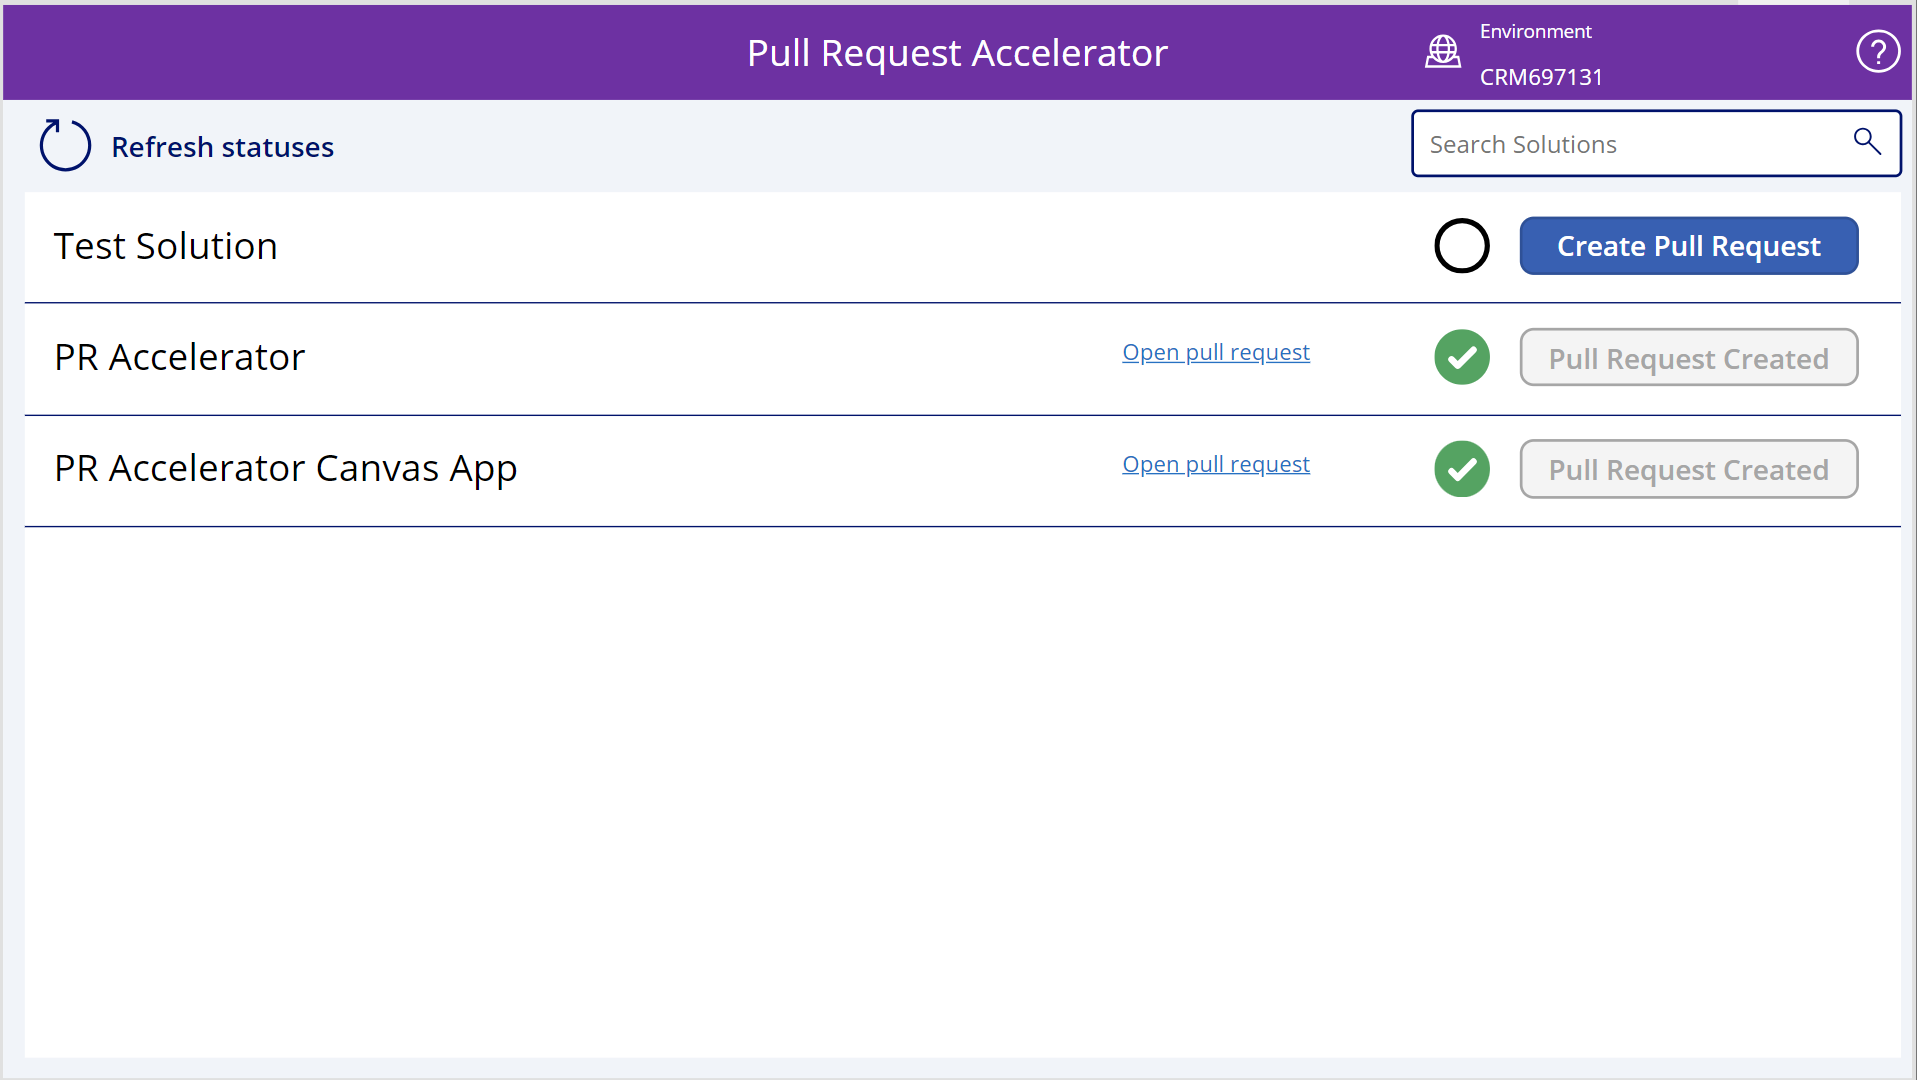 Pull Request Accelerator
Environment
CRM697131
Refresh statuses
Search Solutions
Test Solution
Create Pull Request
PR Accelerator
Open pull request
Pull Request Created
PR Accelerator Canvas App
Open pull request
Pull Request Created